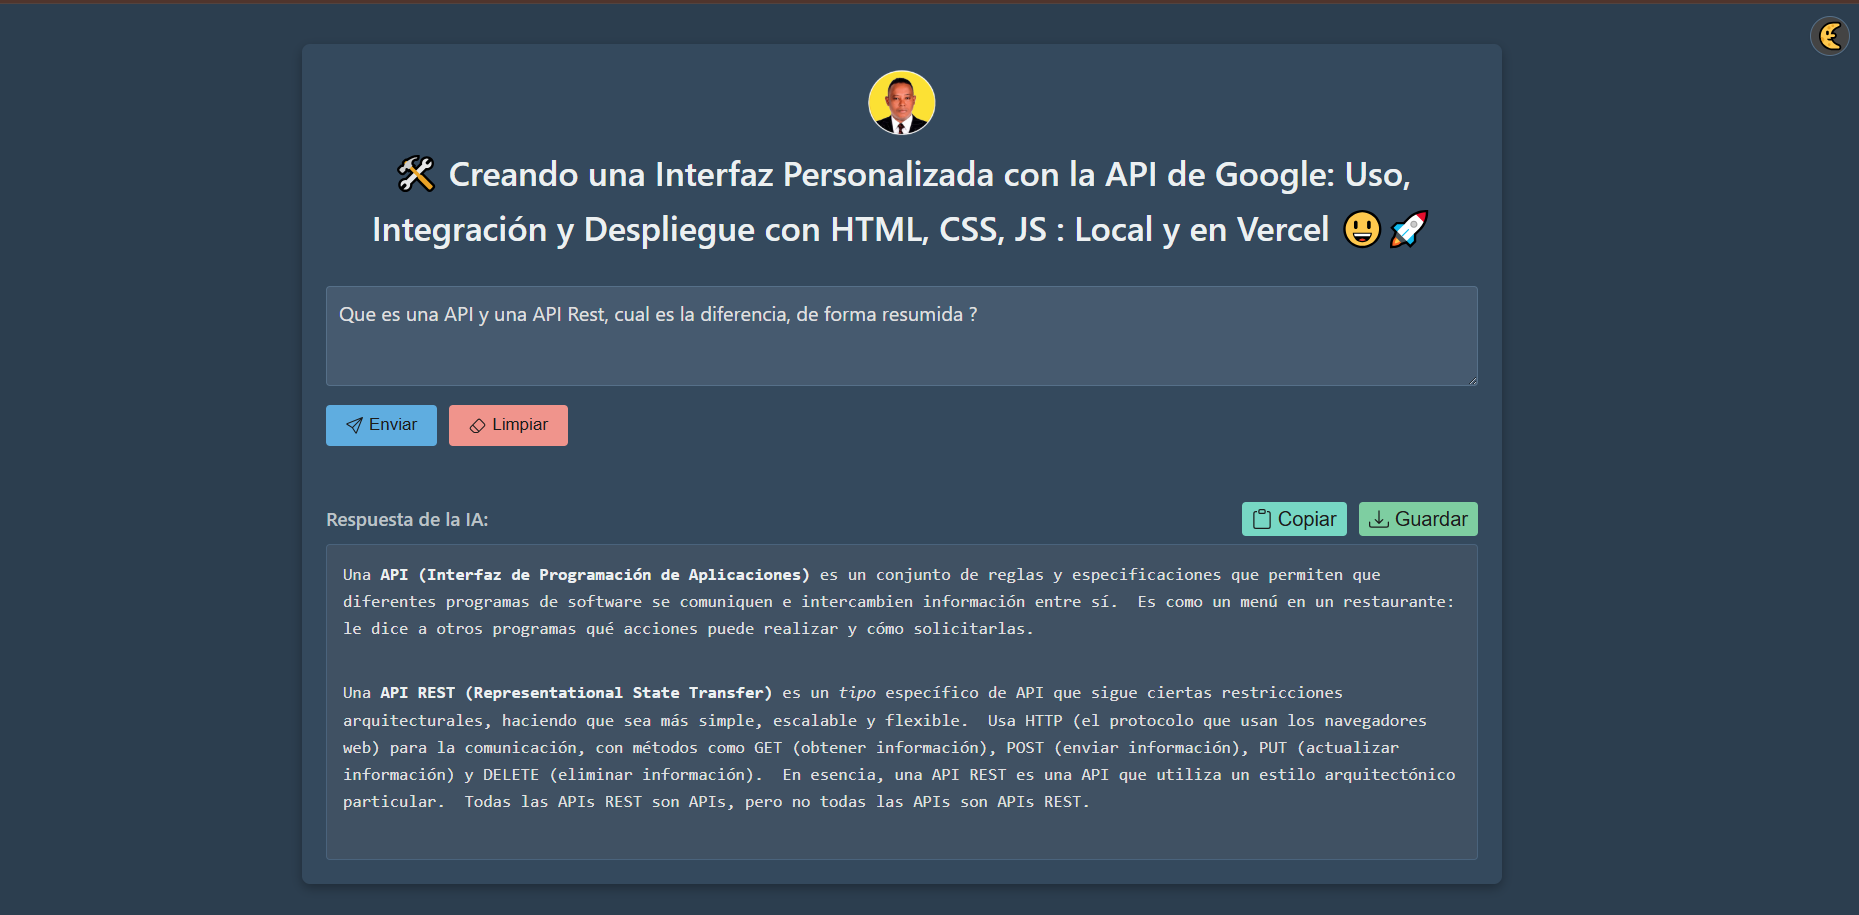 🛠️ Creando una Interfaz Personalizada con la API de Google: Uso,
Integración y Despliegue con HTML, CSS, JS : Local y en Vercel 😃🚀
Que es una API y una API Rest, cual es la diferencia, de forma resumida ?
Enviar
Limpiar
Respuesta de la IA:
Copiar
Guardar
Una API (Interfaz de Programación de Aplicaciones) es un conjunto de reglas y especificaciones que permiten que
diferentes programas de software se comuniquen e intercambien información entre sí.  Es como un menú en un restaurante:
le dice a otros programas qué acciones puede realizar y cómo solicitarlas.
Una API REST (Representational State Transfer) es un tipo específico de API que sigue ciertas restricciones
arquitecturales, haciendo que sea más simple, escalable y flexible.  Usa HTTP (el protocolo que usan los navegadores
web) para la comunicación, con métodos como GET (obtener información), POST (enviar información), PUT (actualizar
información) y DELETE (eliminar información).  En esencia, una API REST es una API que utiliza un estilo arquitectónico
particular.  Todas las APIs REST son APIs, pero no todas las APIs son APIs REST.